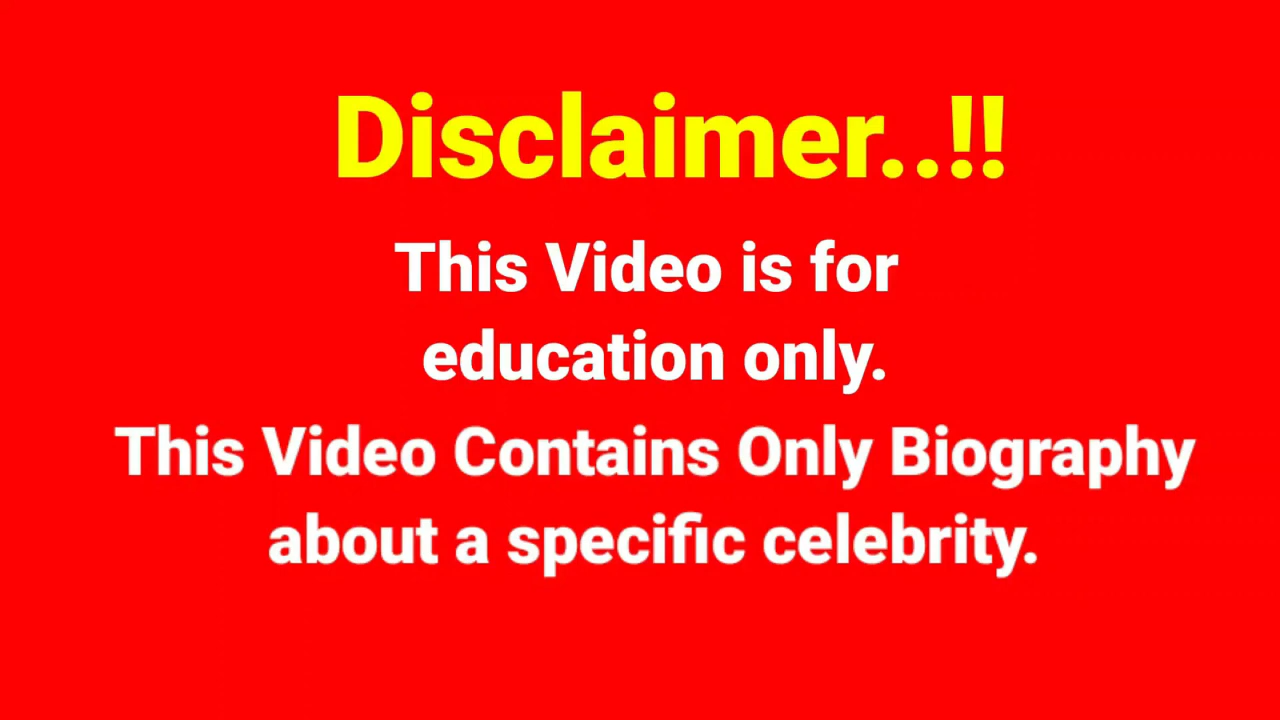 Disclaimer..!!
This Video is for
education only.
This Video Contains Only Biography
about a specific celebrity.